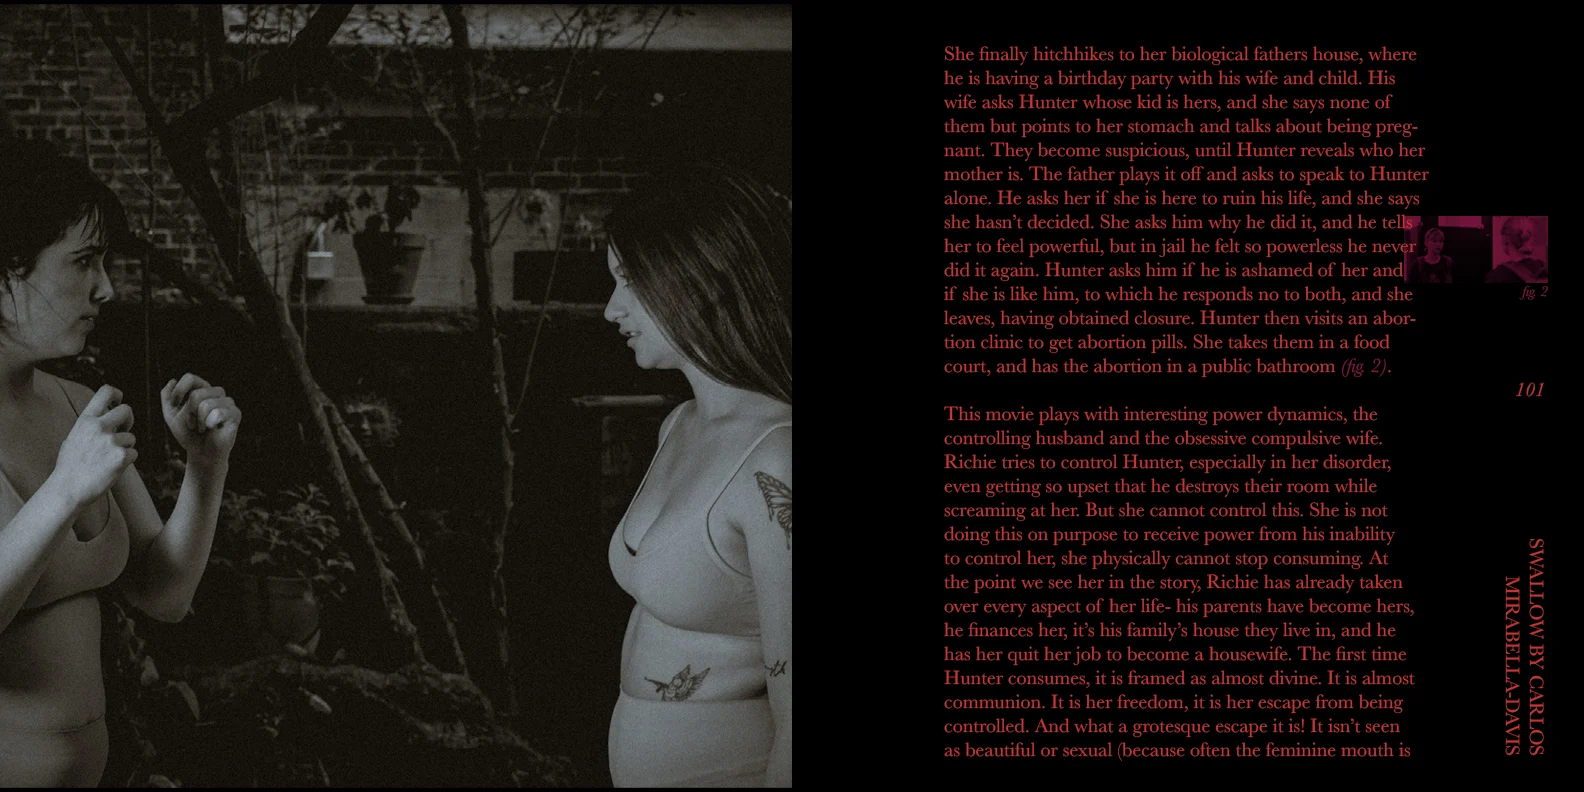 She finally hitchhikes to her biological fathers house, where
he is having a birthday party with his wife and child. His
wife asks Hunter whose kid is hers, and she says none of
them but points to her stomach and talks about being preg-
nant. They become suspicious, until Hunter reveals who her
mother is. The father plays it off and asks to speak to Hunter
alone. He asks her if she is here to ruin his life, and she says
she hasn't decided. She asks him why he did it, and he tells
her to feel powerful, but in jail he felt so powerless he never
did it again. Hunter asks him if he is ashamed of her and
if she is like him, to which he responds no to both, and she
leaves, having obtained closure. Hunter then visits an abor-
tion clinic to get abortion pills. She takes them in a food
court, and has the abortion in a public bathroom (fig. 2).
This movie plays with interesting power dynamics, the
controlling husband and the obsessive compulsive wife.
Richie tries to control Hunter, especially in her disorder,
even getting so upset that he destroys their room while
screaming at her. But she cannot control this. She is not
doing this on purpose to receive power from his inability
to control her, she physically cannot stop consuming. At
the point we see her in the story, Richie has already taken
over every aspect of her life- his parents have become hers,
he finances her, it's his family's house they live in, and he
has her quit her job to become a housewife. The first time
Hunter consumes, it is framed as almost divine. It is almost
communion. It is her freedom, it is her escape from being
controlled. And what a grotesque escape it is! It isn't seen
as beautiful or sexual (because often the feminine mouth is
fig. 2
101
SWALLOW BY CARLOS
MIRABELLA-DAVIS